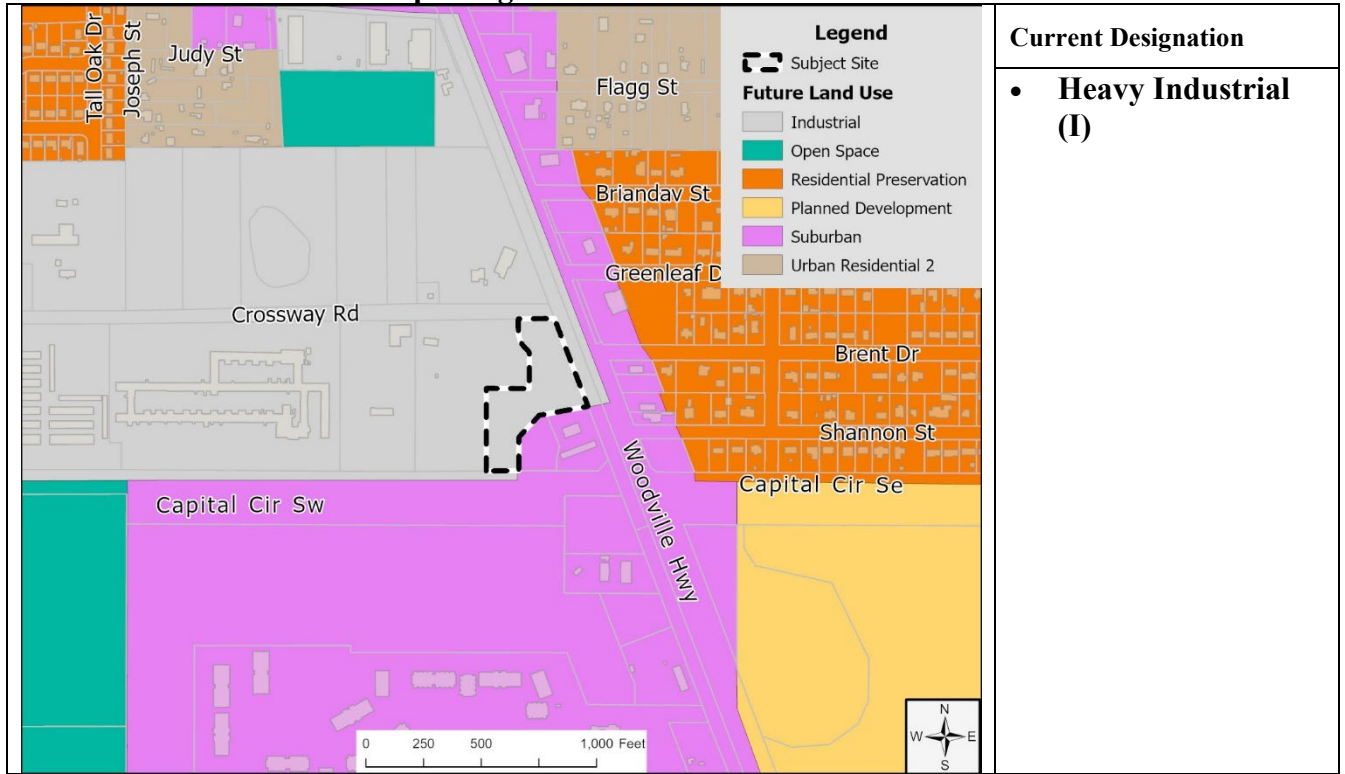 Tall Oak Dr
Joseph St
Judy St
Flagg St
Briandav St
Greenleaf D
Crossway Rd
Brent Dr
Shannon St
Woodville Hwy
Capital Cir Sw
Capital Cir Se
Legend
Subject Site
Future Land Use
Industrial
Open Space
Residential Preservation
Planned Development
Suburban
Urban Residential 2
0 250 500 1,000 Feet
N
W E
S
Current Designation
• Heavy Industrial
(I)